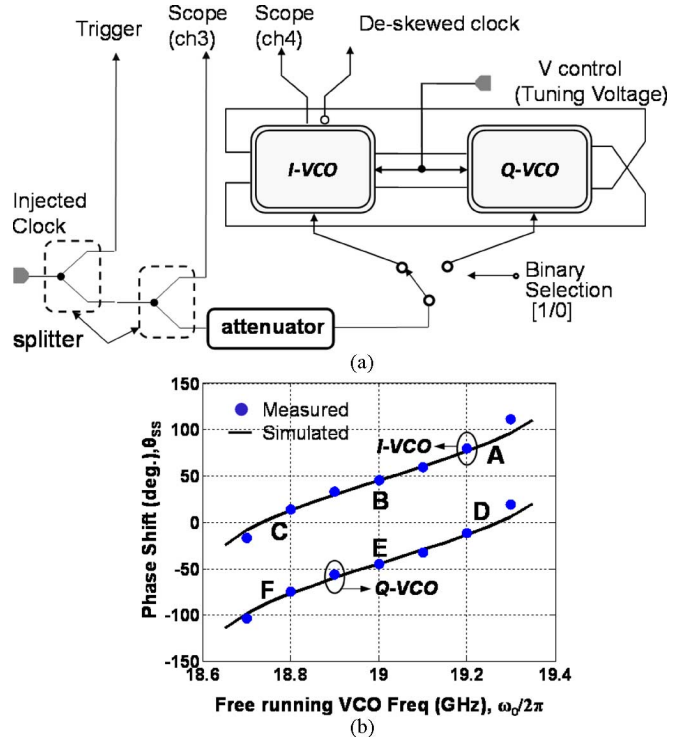 Trigger
Scope
(ch3)
Scope
(ch4)
De-skewed clock
V control
(Tuning Voltage)
I-VCO
Q-VCO
Injected
Clock
Binary
Selection
[1/0]
splitter
attenuator
(a)
150
100
50
0
-50
-100
-150
Phase Shift (deg.),θss
Measured
Simulated
I-VCO
A
B
C
D
E
F
Q-VCO
18.6
18.8
19
19.2
19.4
Free running VCO Freq (GHz), ω0/2π
(b)